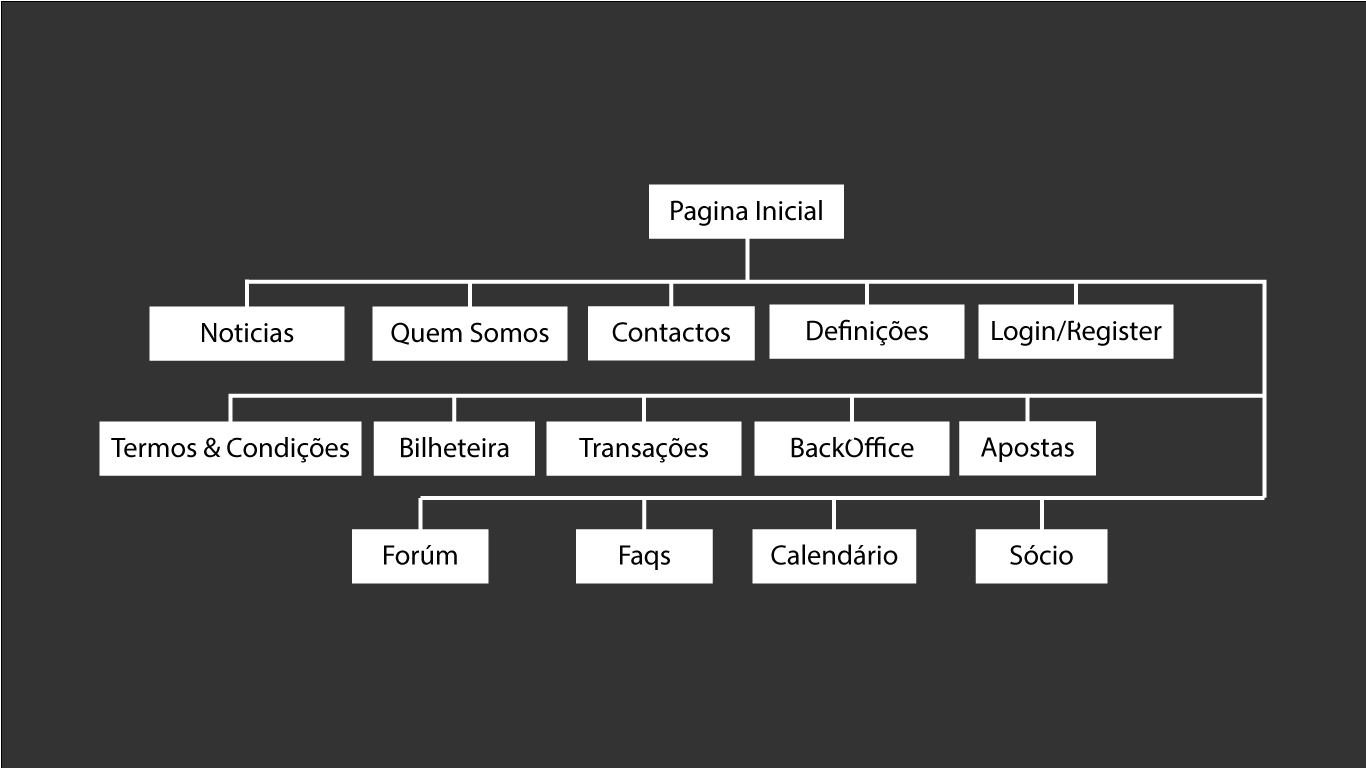 Pagina Inicial
Noticias
Quem Somos
Contactos
Definições
Login/Register
Termos & Condições
Bilheteira
Transações
BackOffice
Apostas
Forúm
Faqs
Calendário
Sócio